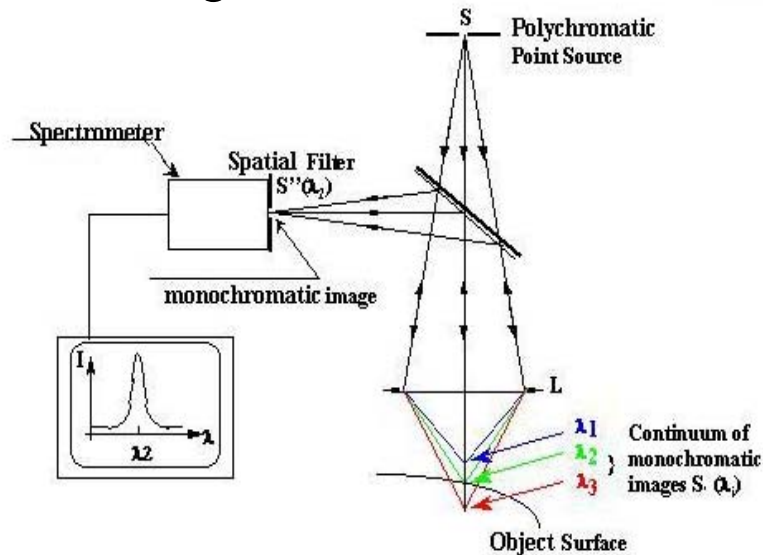 S
Polychromatic
Point Source
Spectrometer
Spatial Filter
S''(λ2)
monochromatic image
I
λ
λ2
L
λ1
λ2
λ3
}
Continuum of
monochromatic
images S. (λi)
Object Surface